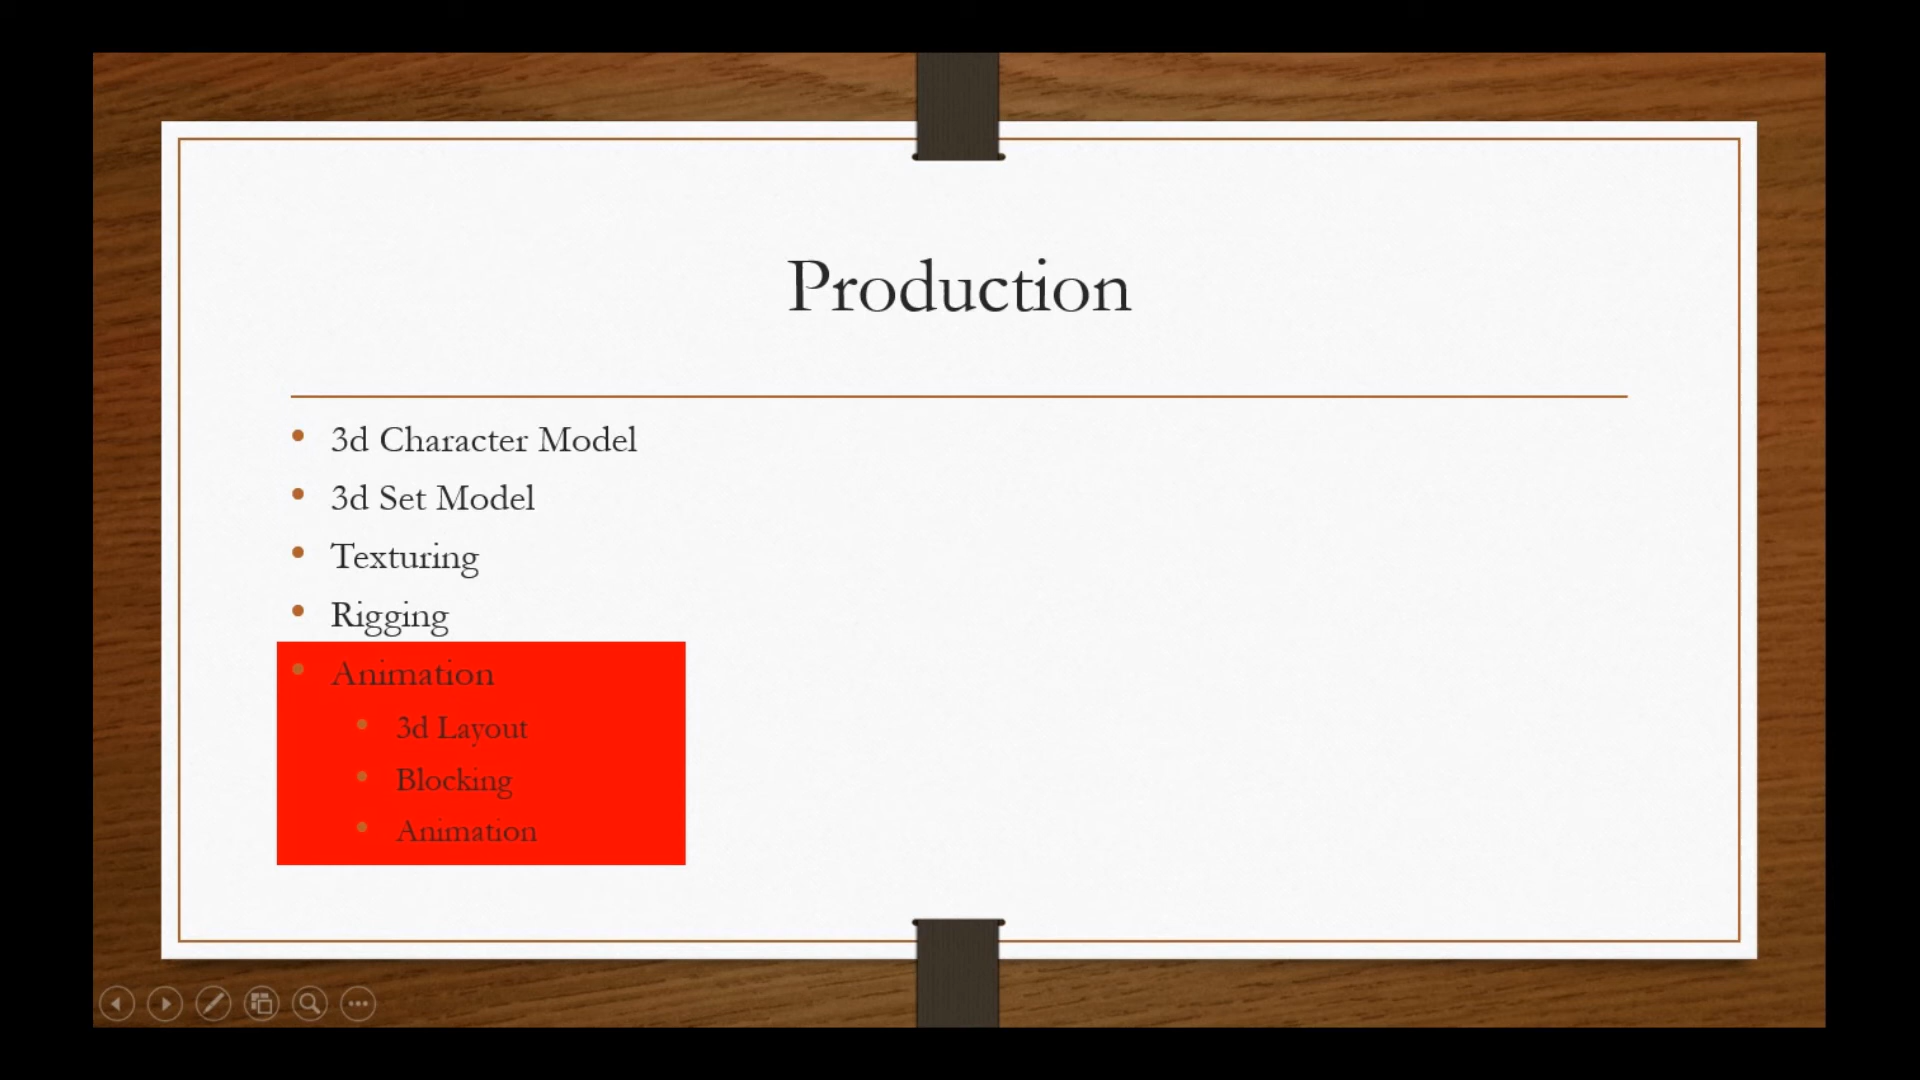 Production
3d Character Model
3d Set Model
Texturing
Rigging
Animation
3d Layout
Blocking
Animation